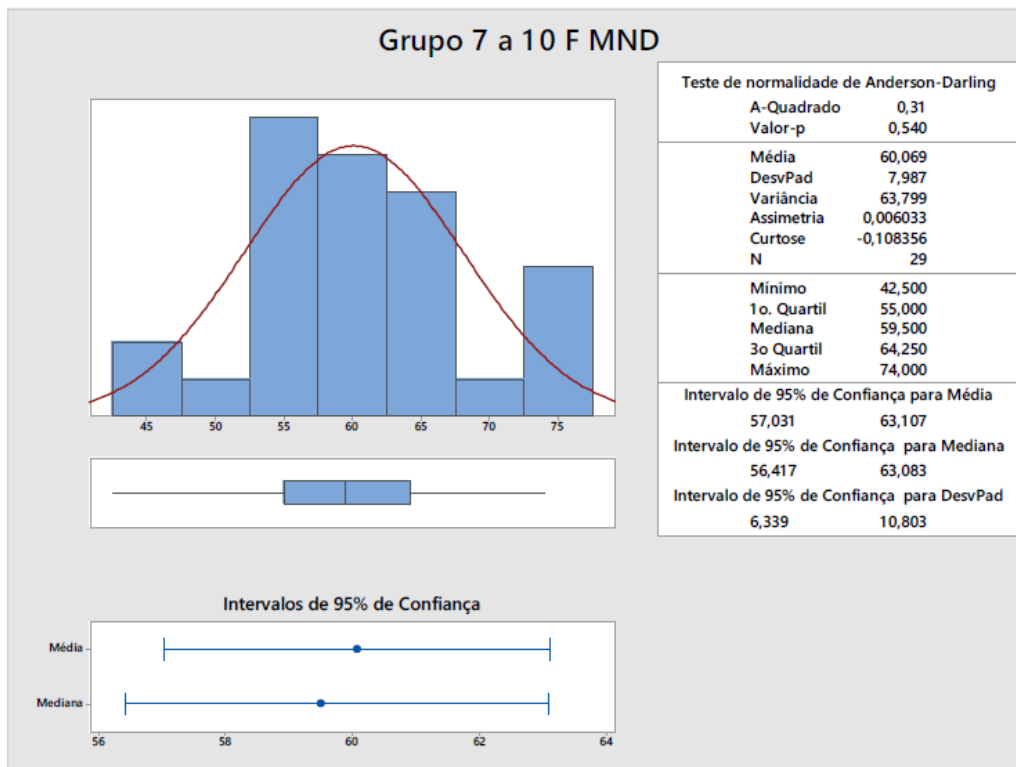 Grupo 7 a 10 F MND
45 50 55 60 65 70 75
Intervalos de 95% de Confiança
Média
Mediana
56 58 60 62 64
Teste de normalidade de Anderson-Darling
A-Quadrado 0,31
Valor-p 0,540
Média 60,069
DesvPad 7,987
Variância 63,799
Assimetria 0,006033
Curtose -0,108356
N 29
Mínimo 42,500
1o. Quartil 55,000
Mediana 59,500
3o Quartil 64,250
Máximo 74,000
Intervalo de 95% de Confiança para Média
57,031 63,107
Intervalo de 95% de Confiança para Mediana
56,417 63,083
Intervalo de 95% de Confiança para DesvPad
6,339 10,803